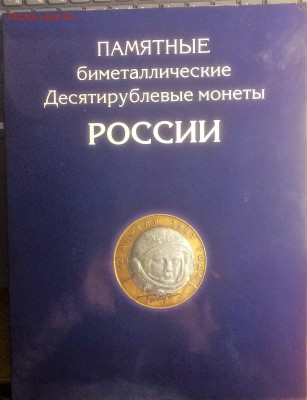 ПАМЯТНЫЕ
биметаллические
Десятирублевые монеты
РОССИИ